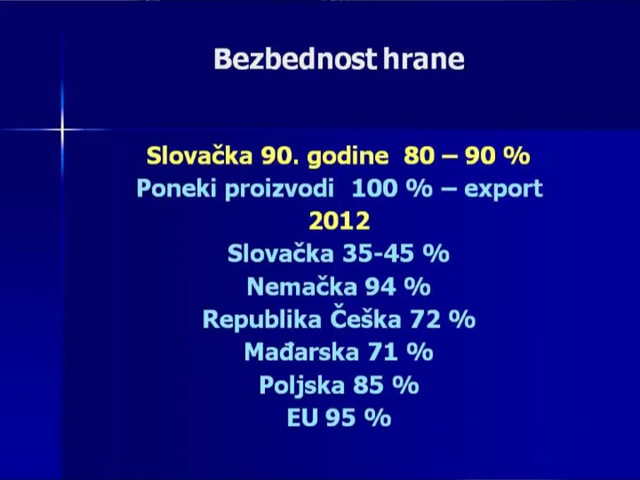 Bezbednost hrane
Slovačka 90. godine 80 – 90 %
Poneki proizvodi 100 % – export
2012
Slovačka 35-45 %
Nemačka 94 %
Republika Češka 72 %
Mađarska 71 %
Poljska 85 %
EU 95 %